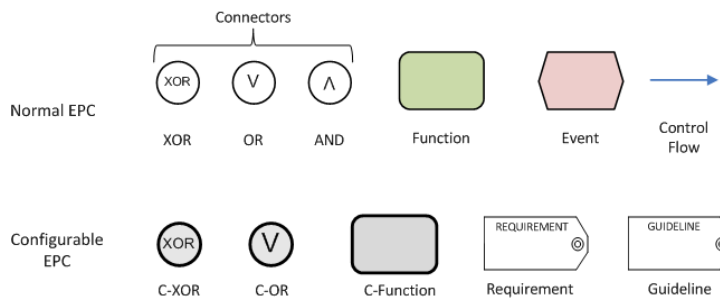 Connectors
XOR
V
Λ
Normal EPC
XOR
OR
AND
Function
Event
Control
Flow
REQUIREMENT
GUIDELINE
Configurable
EPC
XOR
V
C-XOR
C-OR
C-Function
Requirement
Guideline